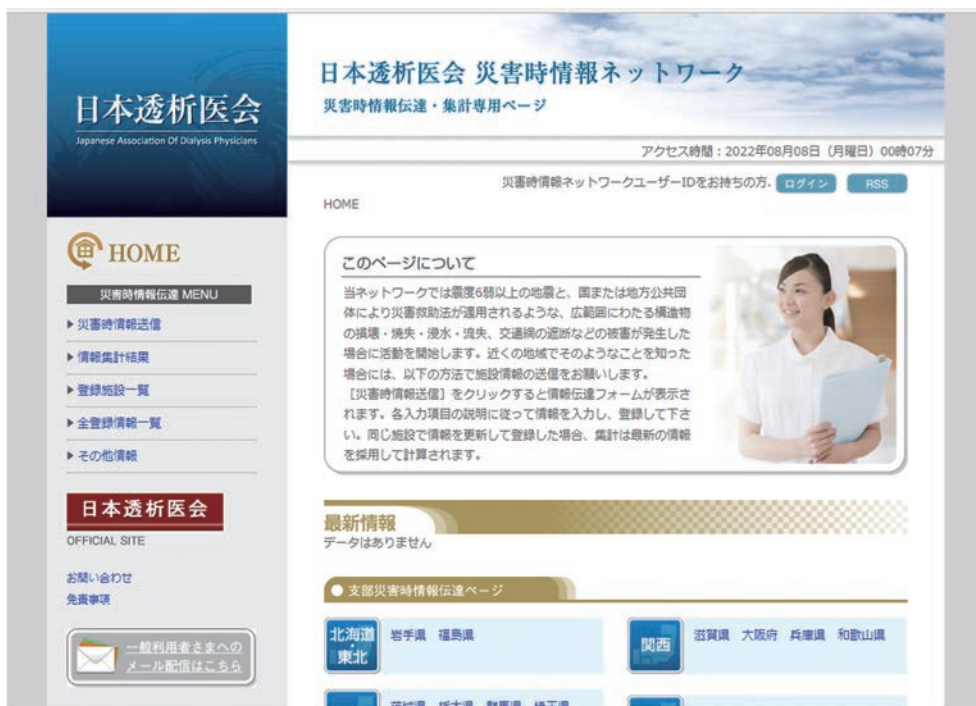 日本透析医会
Japanese Association Of Dialysis Physicians
日本透析医会 災害時情報ネットワーク
災害時情報伝達・集計専用ページ
アクセス時間：2022年08月08日（月曜日）00時07分
災害時情報ネットワークユーザーIDをお持ちの方. ログイン RSS
HOME
HOME
災害時情報伝達 MENU
災害時情報送信
情報集計結果
登録施設一覧
全登録情報一覧
その他情報
日本透析医会
OFFICIAL SITE
お問い合わせ
免責事項
一般利用者さまへの
メール配信はこちら
このページについて
当ネットワークでは震度6弱以上の地震と、国または地方公共団
体により災害救助法が適用されるような、広範囲にわたる構造物
の損壊・焼失・浸水・流失、交通綱の遮断などの被害が発生した
場合に活動を開始します。近くの地域でそのようなことを知った
場合には、以下の方法で施設情報の送信をお願いします。
［災害時情報送信］をクリックすると情報伝達フォームが表示さ
れます。各入力項目の説明に従って情報を入力し、登録して下さ
い。同じ施設で情報を更新して登録した場合、集計は最新の情報
を採用して計算されます。
最新情報
データはありません
支部災害時情報伝達ページ
北海道・東北 岩手県 福島県
関西 滋賀県 大阪府 兵庫県 和歌山県
茨城県 栃木県 群馬県 埼玉県